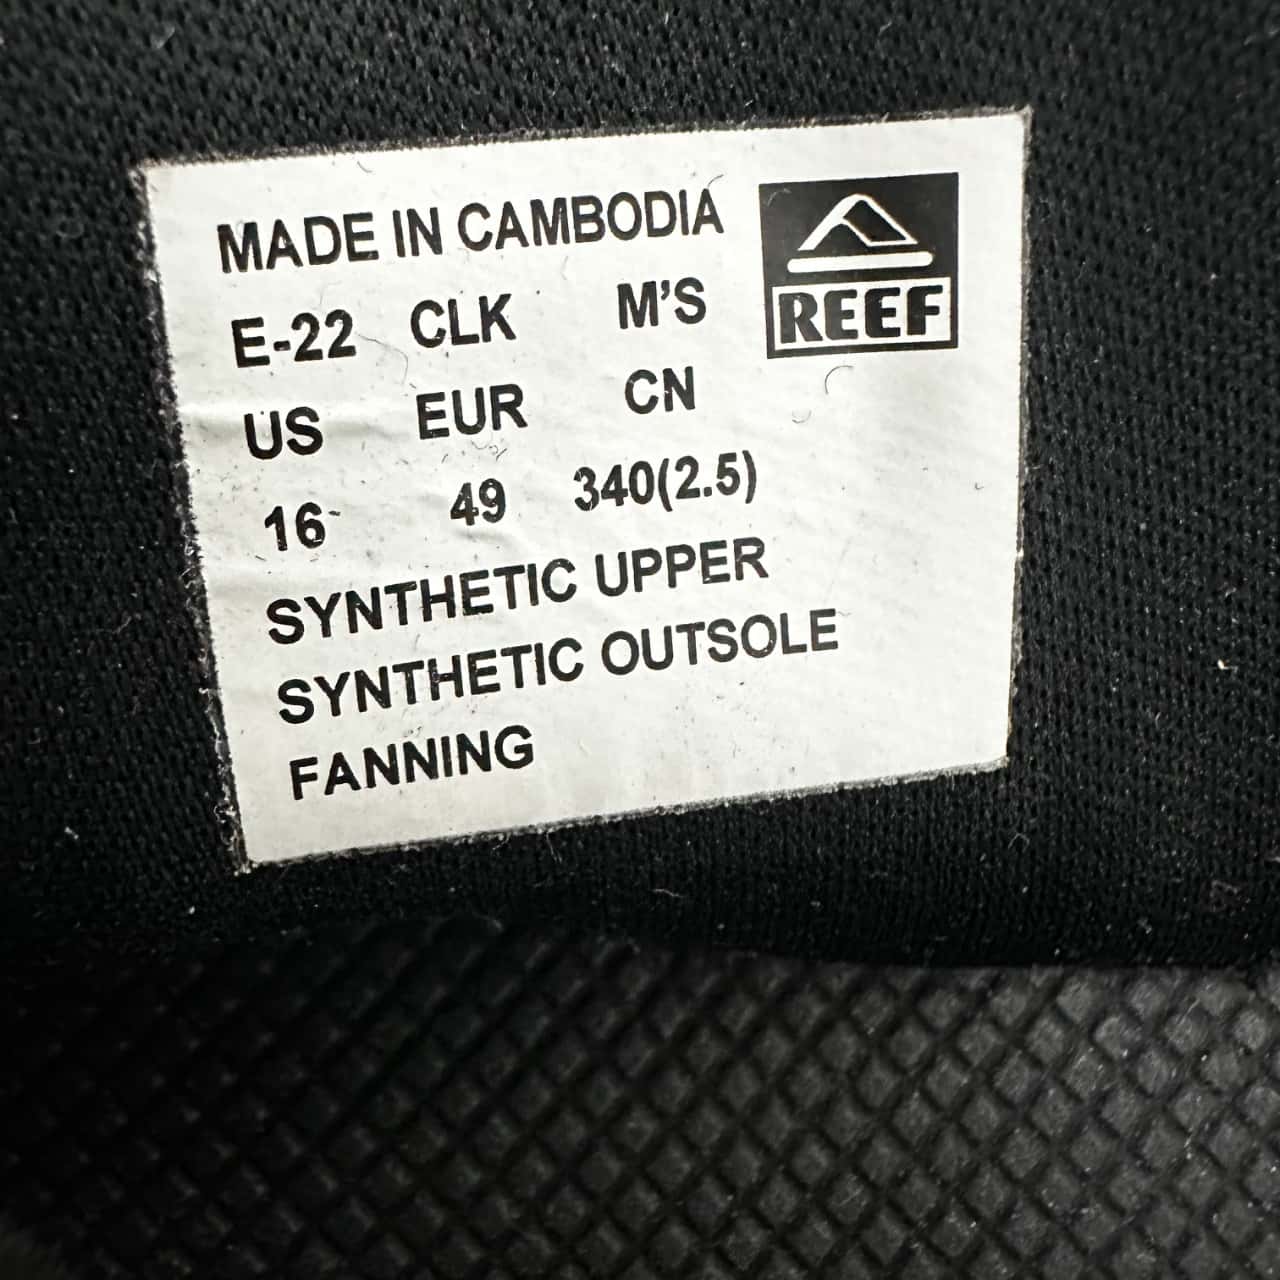 MADE IN CAMBODIA
REEF
E-22 CLK M'S
US EUR CN
16 49 340(2.5)
SYNTHETIC UPPER
SYNTHETIC OUTSOLE
FANNING